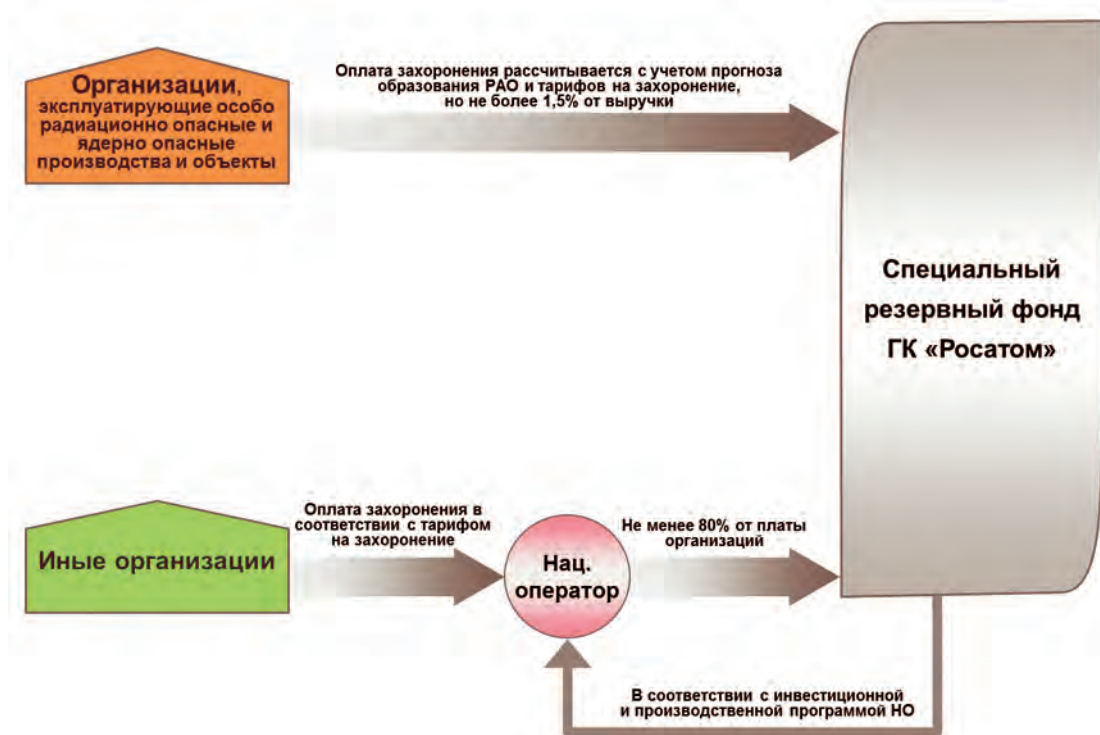 Организации,
эксплуатирующие особо
радиационно опасные и
ядерно опасные
производства и объекты
Оплата захоронения рассчитывается с учетом прогноза
образования РАО и тарифов на захоронение,
но не более 1,5% от выручки
Специальный
резервный фонд
ГК «Росатом»
Иные организации
Оплата захоронения в
соответствии с тарифом
на захоронение
Нац.
оператор
Не менее 80% от платы
организаций
В соответствии с инвестиционной
и производственной программой НО